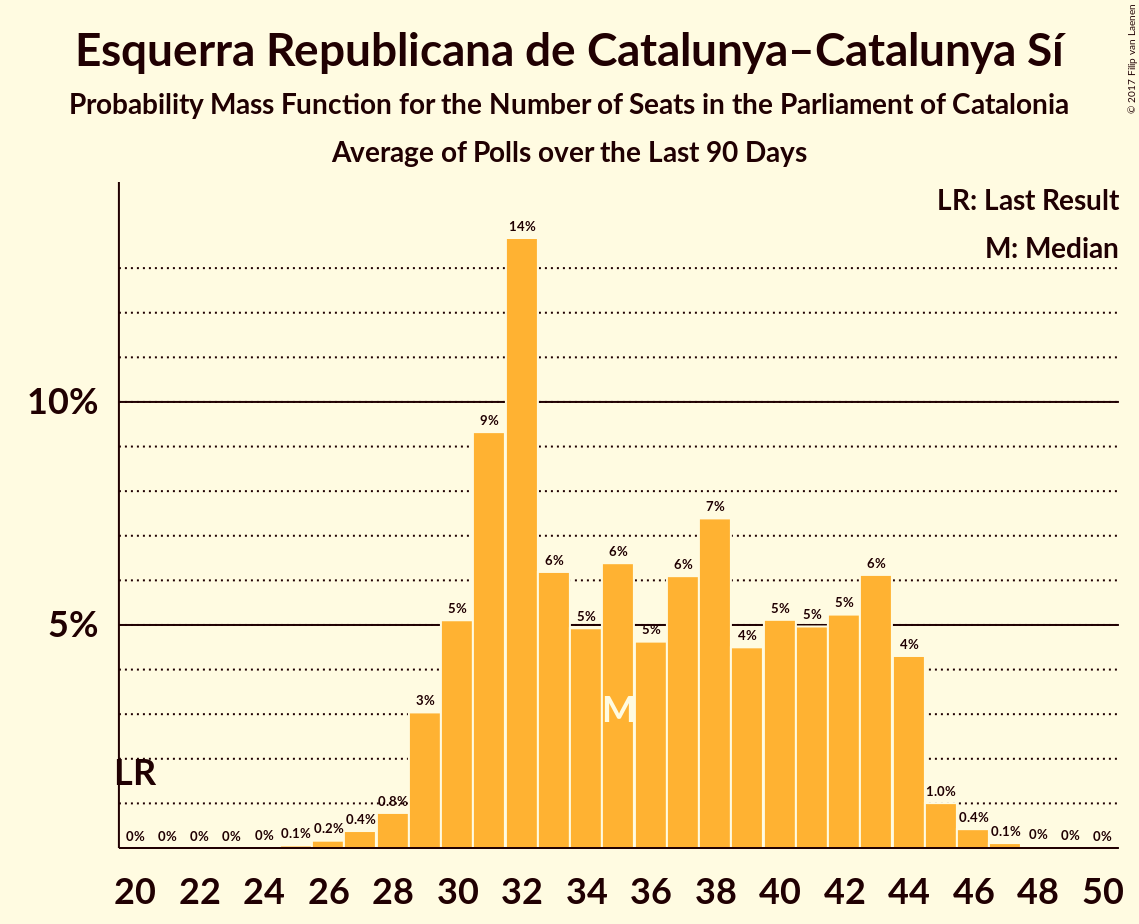 Esquerra Republicana de Catalunya–Catalunya Sí
Probability Mass Function for the Number of Seats in the Parliament of Catalonia
Average of Polls over the Last 90 Days
© 2017 Filip van Laenen
LR: Last Result
M: Median
10%
5%
0% 0% 0% 0% 0% 0.1% 0.2% 0.4% 0.8% 3% 5% 9% 14% 6% 5% 6% 5% 6% 7% 4% 5% 5% 5% 6% 4% 1.0% 0.4% 0.1% 0% 0% 0%
M
LR
20 22 24 26 28 30 32 34 36 38 40 42 44 46 48 50